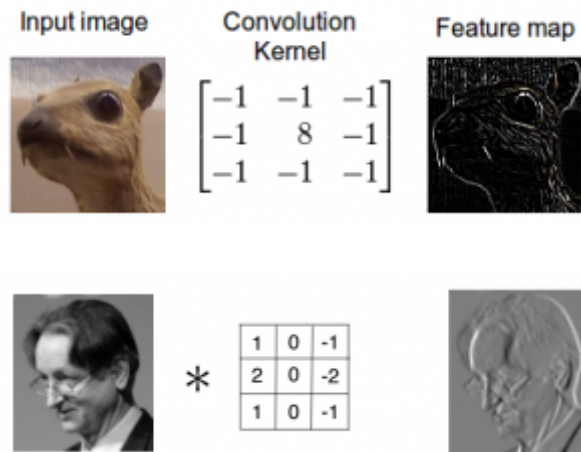 Input image
Convolution
Kernel
Feature map
−1 −1 −1
−1 8 −1
−1 −1 −1
*
1 0 -1
2 0 -2
1 0 -1